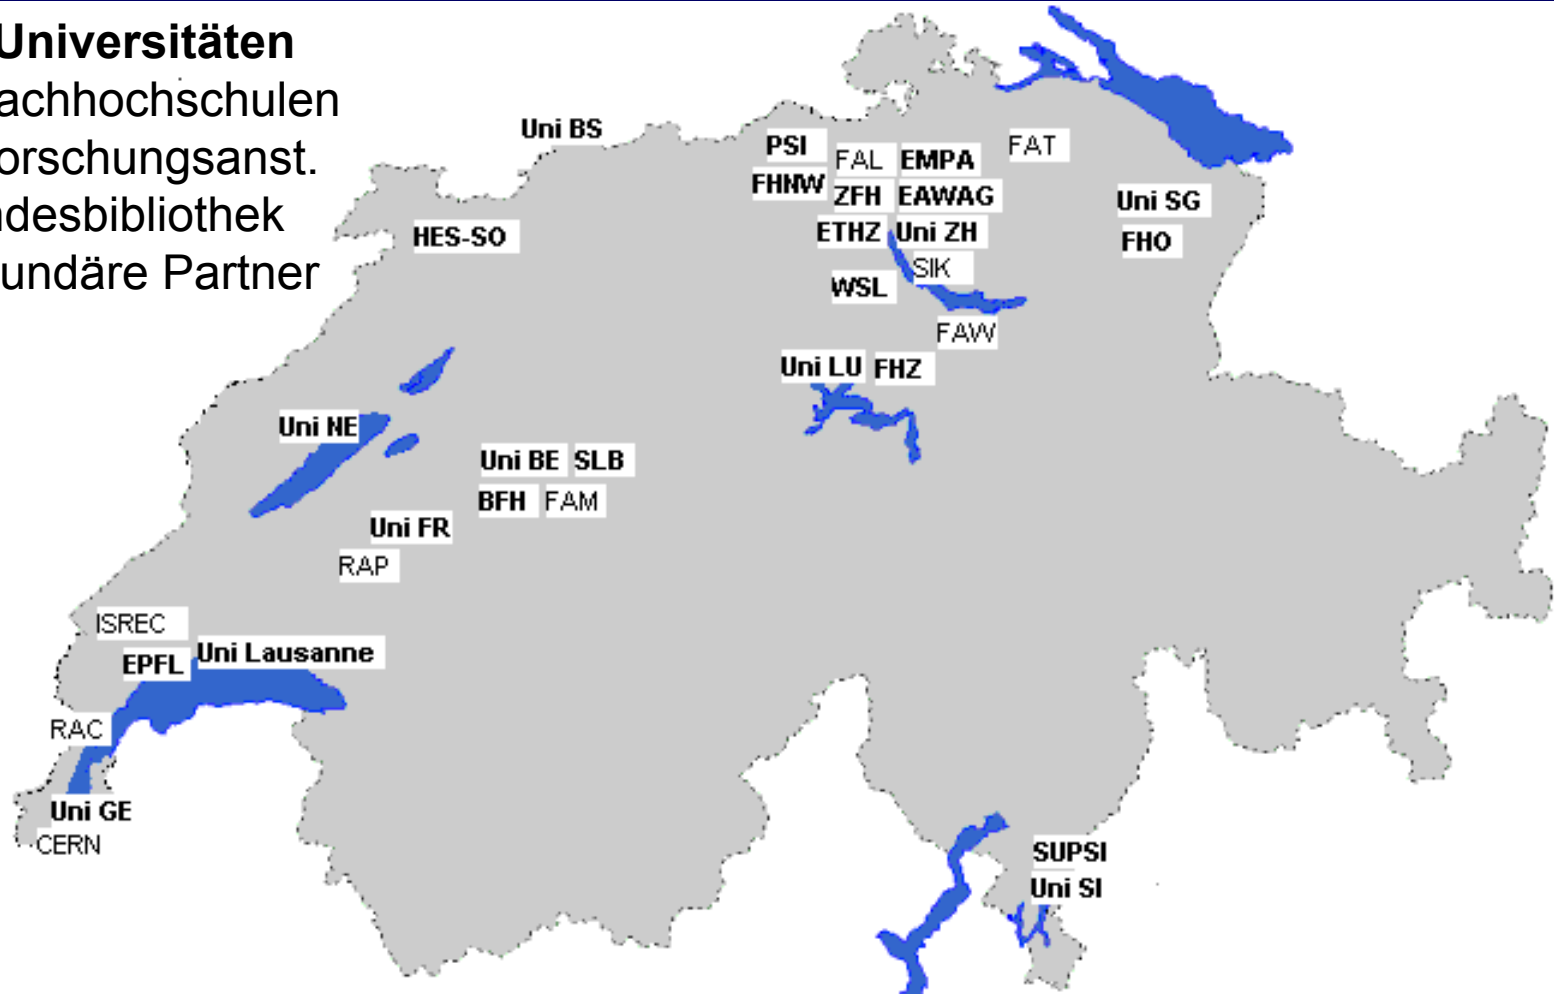 Universitäten
achhochschulen
orschungsanst.
ndesbibliothek
undäre Partner
Uni BS
PSI
FAL
EMPA
FAT
FHNW
ZFH
EAWAG
Uni SG
ETHZ
Uni ZH
FHO
HES-SO
SIK
WSL
FAW
Uni LU
FHZ
Uni NE
Uni BE
SLB
BFH
FAM
Uni FR
RAP
ISREC
EPFL
Uni Lausanne
RAC
Uni GE
CERN
SUPSI
Uni SI